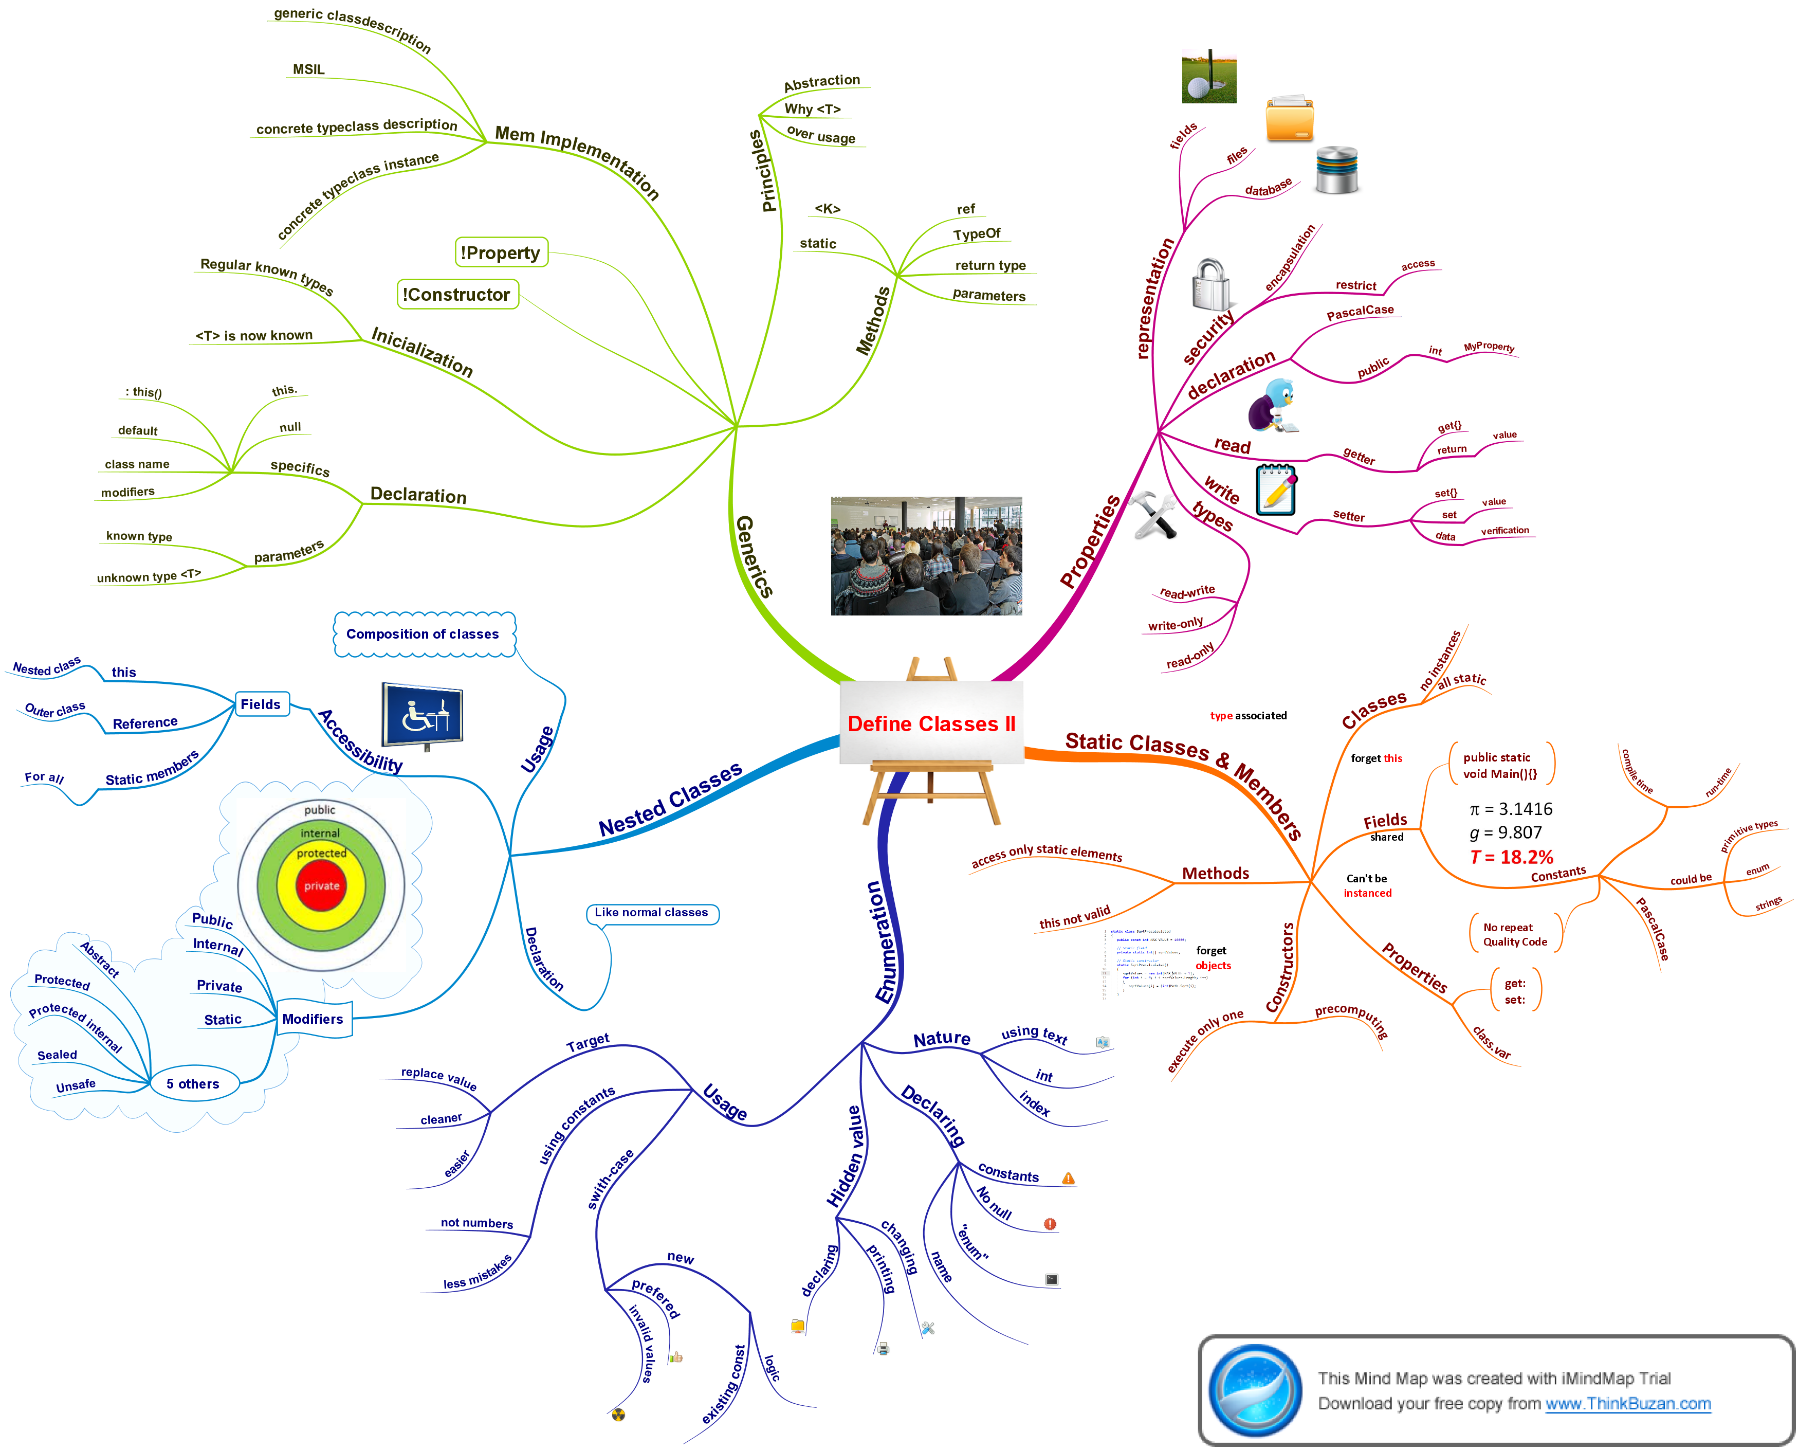 Define Classes II
Generics
Mem Implementation
generic classdescription
MSIL
concrete typeclass description
concrete typeclass instance
Principles
Abstraction
Why <T>
over usage
!Property
!Constructor
Methods
<K>
static
ref
TypeOf
return type
parameters
Inicialization
Regular known types
<T> is now known
Declaration
specifics
: this()
default
class name
modifiers
this.
null
parameters
known type
unknown type <T>
Properties
representation
fields
files
database
security
encapsulation
restrict
access
declaration
PascalCase
public
int
MyProperty
read
getter
get{}
return
value
write
setter
set{}
set
value
data
verification
types
read-write
write-only
read-only
Static Classes & Members
type associated
forget this
Can't be
instanced
forget
objects
Classes
no instances
all static
Fields
shared
public static
void Main(){}
π = 3.1416
g = 9.807
T = 18.2%
Constants
compile time
run-time
could be
primitive types
enum
strings
PascalCase
No repeat
Quality Code
Methods
access only static elements
this not valid
Constructors
execute only one
precomputing
Properties
get:
set:
class.var
Enumeration
Nature
using text
int
index
Declaring
constants
No null
"enum"
name
Hidden value
declaring
printing
changing
Usage
Target
replace value
cleaner
easier
using constants
not numbers
less mistakes
swith-case
new
existing const
logic
prefered
invalid values
Nested Classes
Usage
Composition of classes
Accessibility
Fields
this
Nested class
Reference
Outer class
Static members
For all
public
internal
protected
private
Declaration
Like normal classes
Modifiers
Public
Internal
Private
Static
5 others
Abstract
Protected
Protected internal
Sealed
Unsafe
This Mind Map was created with iMindMap Trial
Download your free copy from www.ThinkBuzan.com